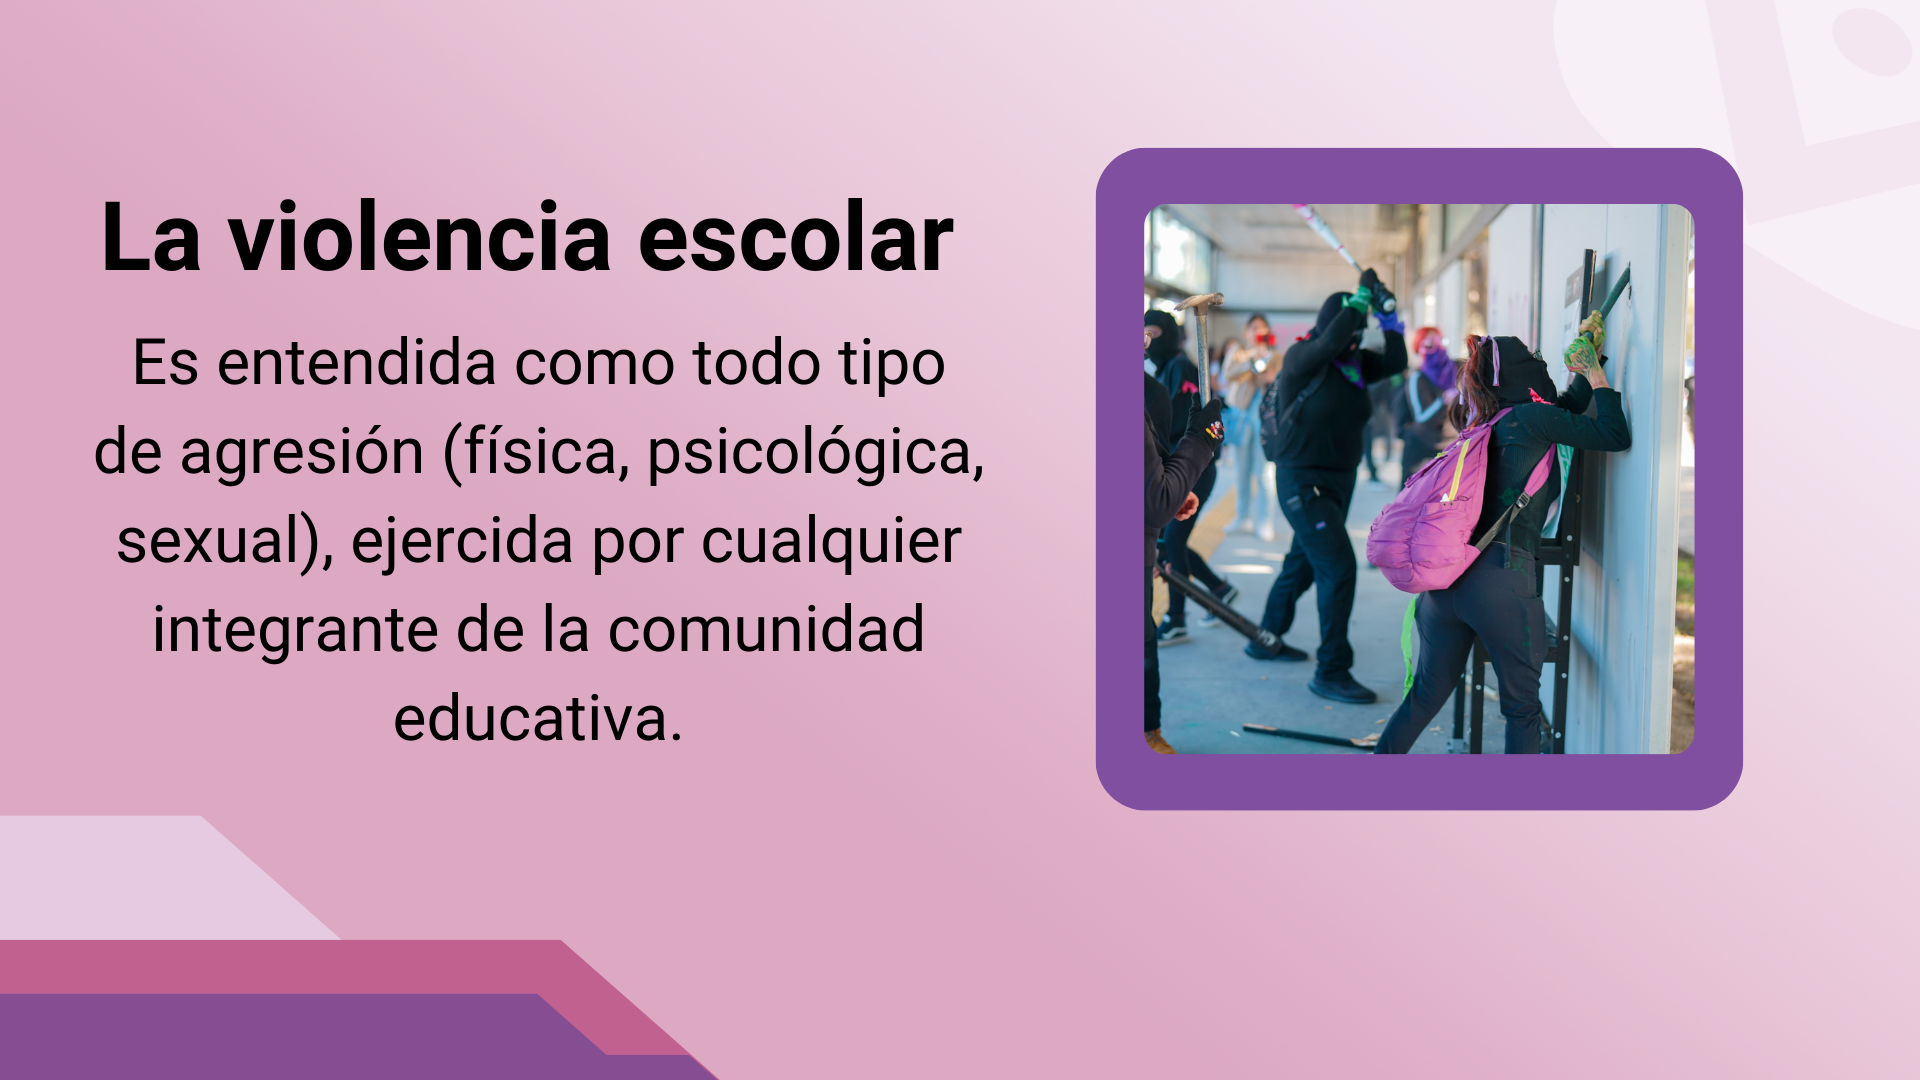 La violencia escolar
Es entendida como todo tipo
de agresión (física, psicológica,
sexual), ejercida por cualquier
integrante de la comunidad
educativa.